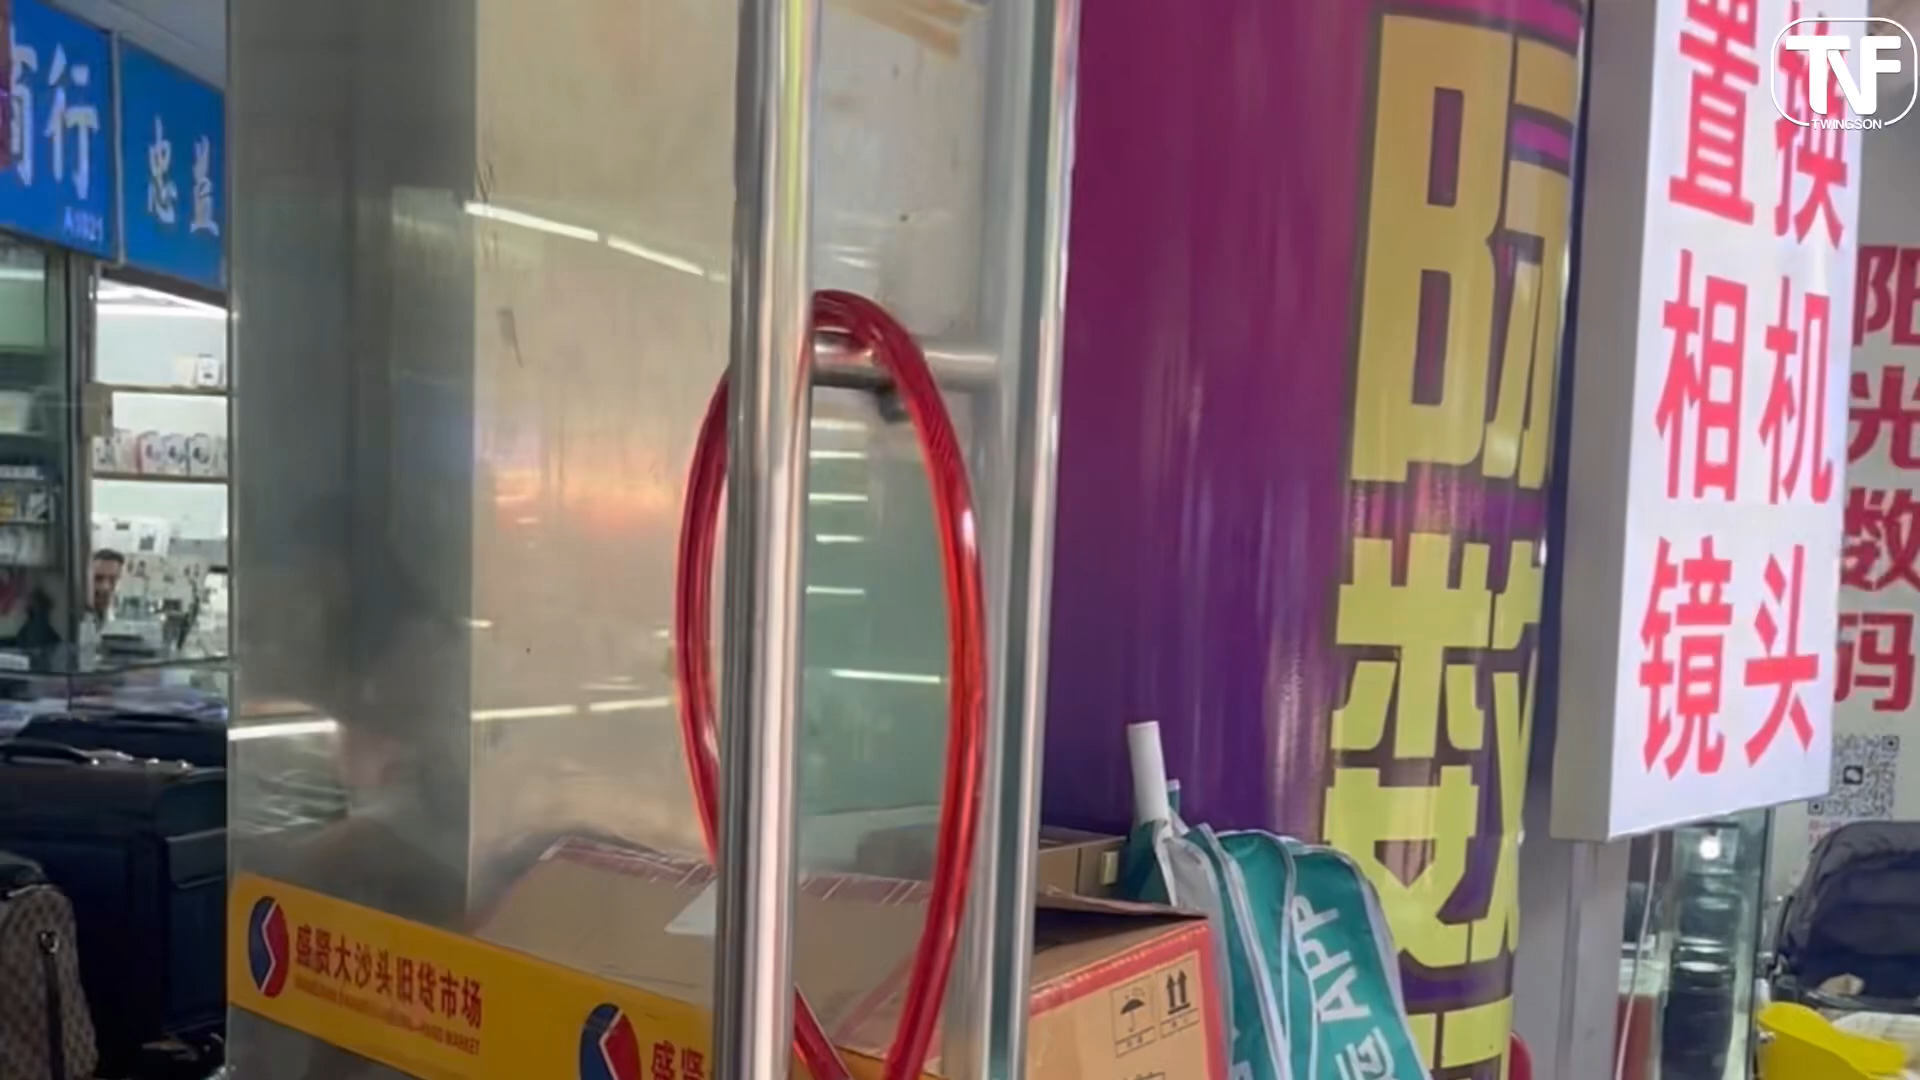 商行
A1021
忠益
置换
相机
镜头
阳光数码
盛贤大沙头旧货市场
盛贤
APP
TWINGSON